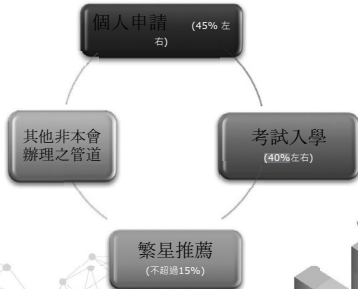 個人申請 (45% 左
右)
其他非本會
辦理之管道
考試入學
(40%左右)
繁星推薦
(不超過15%)